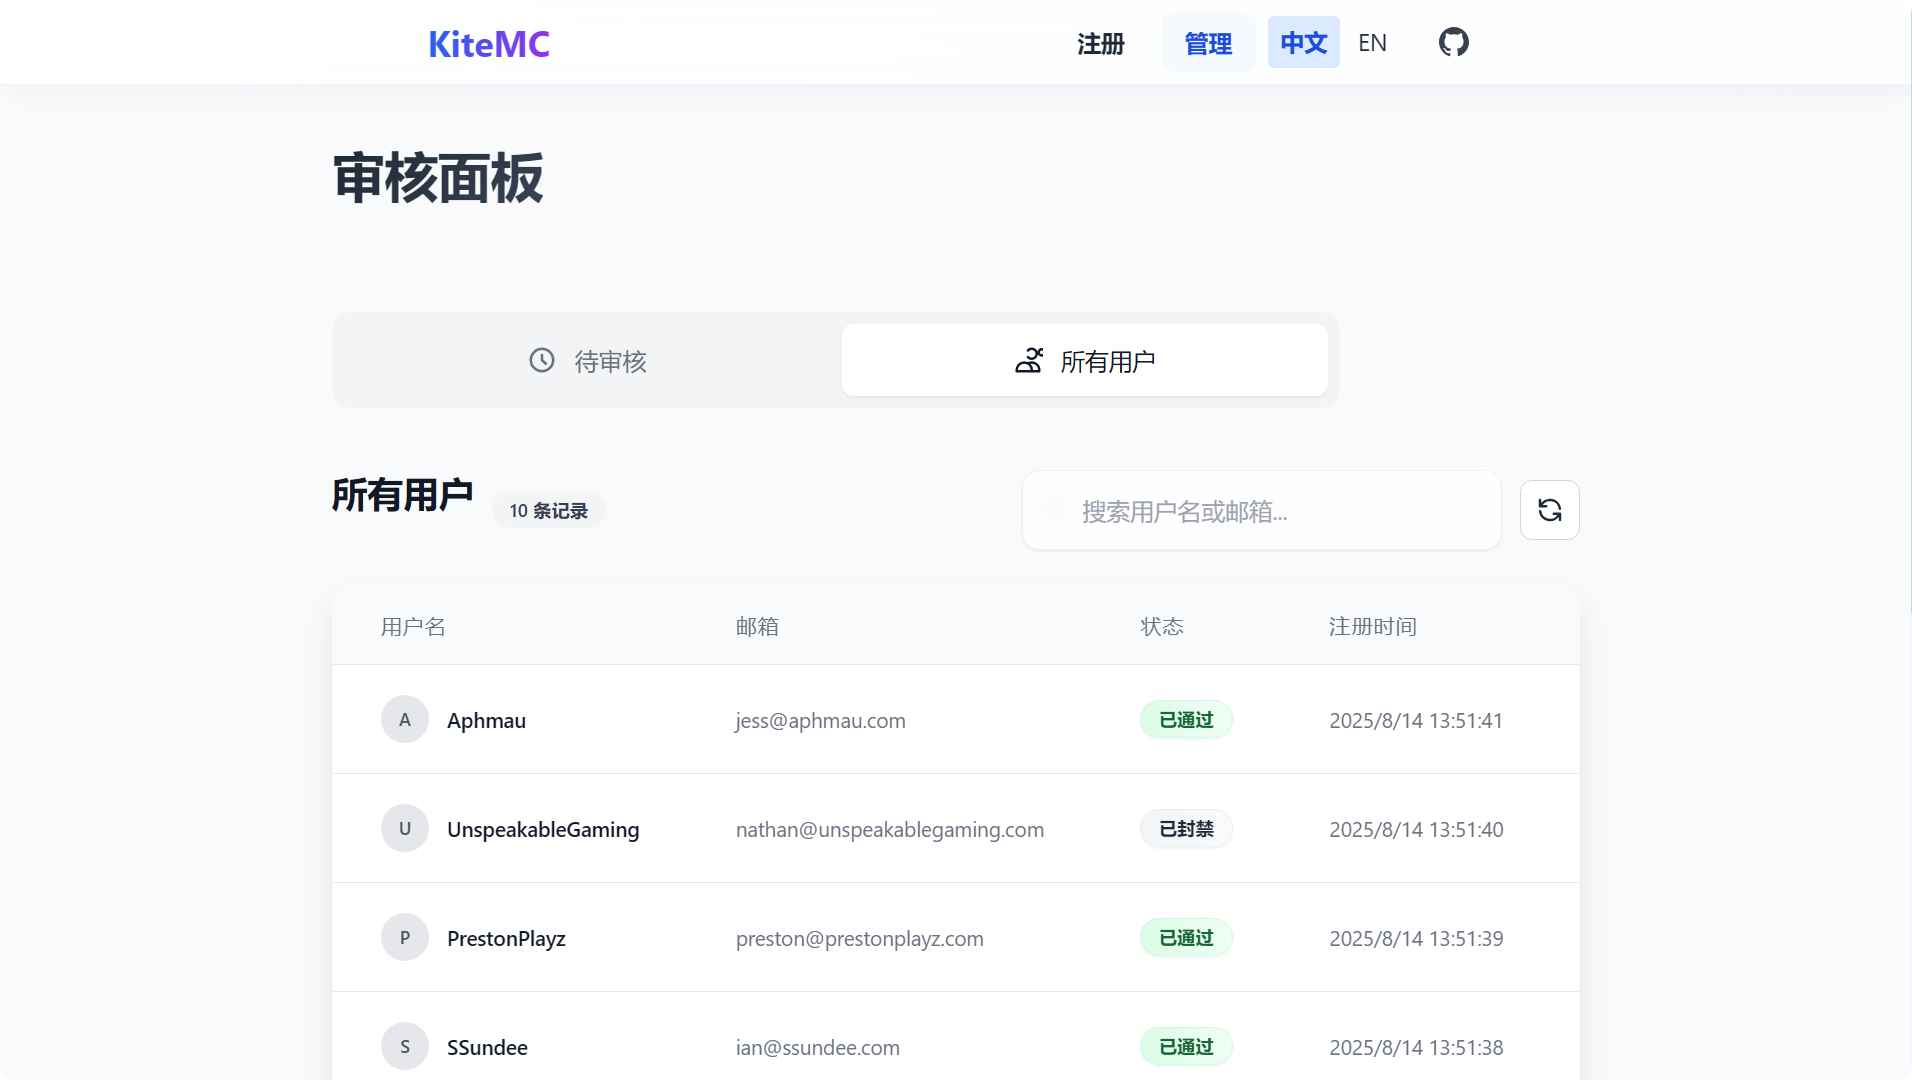 KiteMC 注册 管理 中文 EN
审核面板
待审核 所有用户
所有用户 10 条记录 搜索用户名或邮箱...
用户名 邮箱 状态 注册时间
A Aphmau jess@aphmau.com 已通过 2025/8/14 13:51:41
U UnspeakableGaming nathan@unspeakablegaming.com 已封禁 2025/8/14 13:51:40
P PrestonPlayz preston@prestonplayz.com 已通过 2025/8/14 13:51:39
S SSundee ian@ssundee.com 已通过 2025/8/14 13:51:38